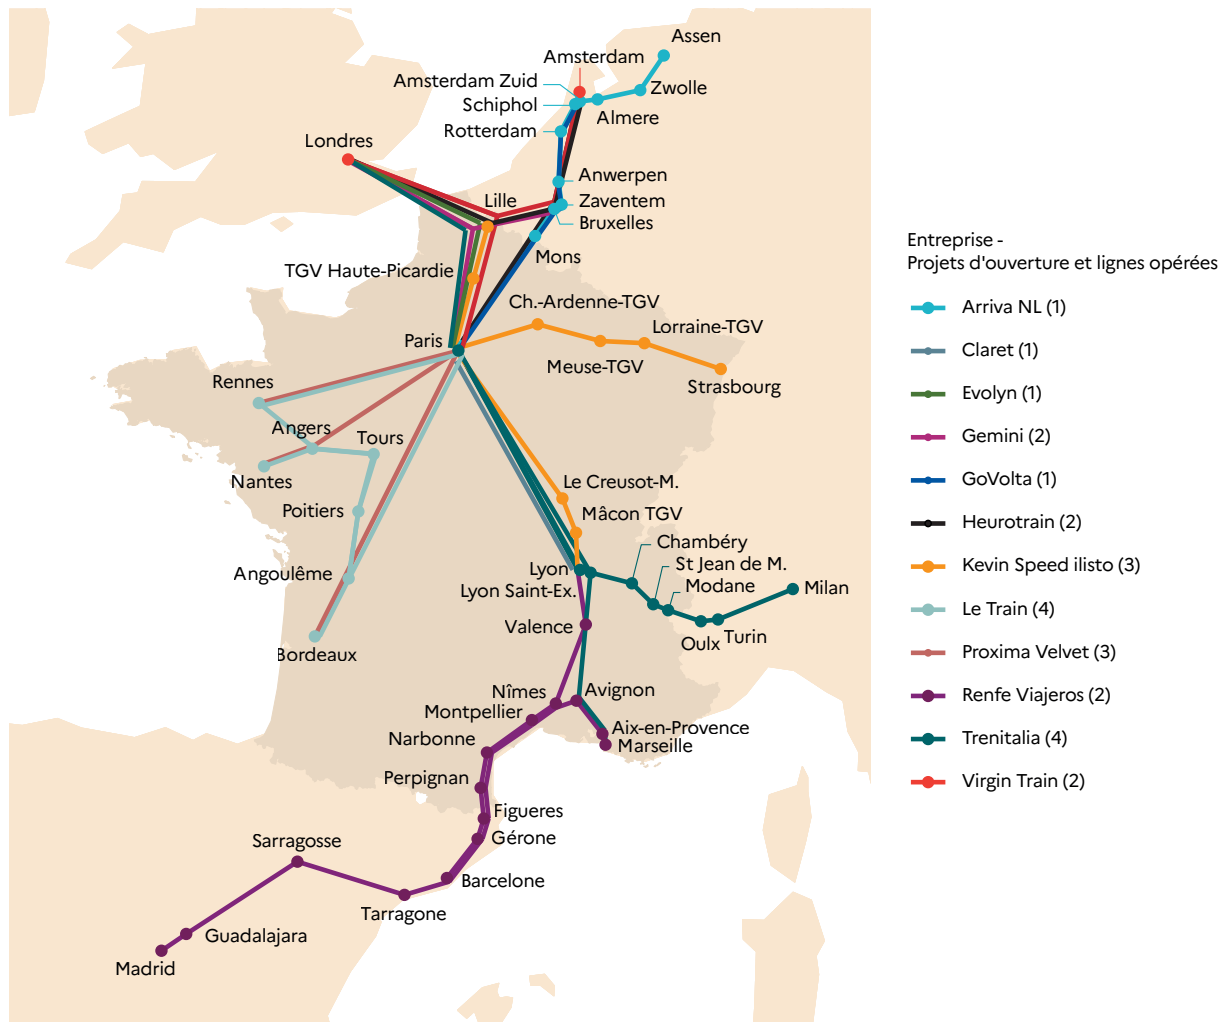 Assen
Amsterdam
Amsterdam Zuid
Zwolle
Schiphol
Almere
Rotterdam
Londres
Anwerpen
Lille
Zaventem
Bruxelles
Mons
TGV Haute-Picardie
Ch.-Ardenne-TGV
Lorraine-TGV
Paris
Meuse-TGV
Rennes
Strasbourg
Angers
Tours
Nantes
Le Creusot-M.
Poitiers
Mâcon TGV
Chambéry
St Jean de M.
Lyon
Angoulême
Modane
Lyon Saint-Ex.
Milan
Valence
Turin
Oulx
Bordeaux
Nîmes
Avignon
Montpellier
Aix-en-Provence
Narbonne
Marseille
Perpignan
Figueres
Gérone
Sarragosse
Barcelone
Tarragone
Guadalajara
Madrid
Entreprise -
Projets d'ouverture et lignes opérées
Arriva NL (1)
Claret (1)
Evolyn (1)
Gemini (2)
GoVolta (1)
Heurotrain (2)
Kevin Speed ilisto (3)
Le Train (4)
Proxima Velvet (3)
Renfe Viajeros (2)
Trenitalia (4)
Virgin Train (2)